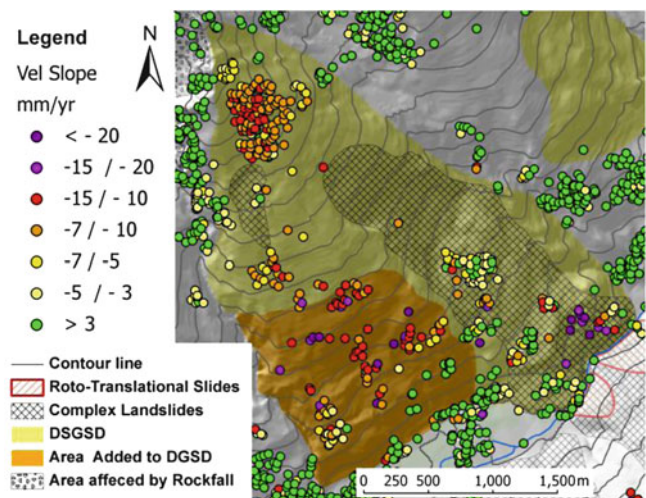 Legend
N
Vel Slope
mm/yr
< - 20
-15 / - 20
-15/ - 10
-7 / - 10
-7 / -5
-5 / - 3
> 3
Contour line
Roto-Translational Slides
Complex Landslides
DSGSD
Area Added to DGSD
Area affeced by Rockfall
0 250 500 1,000 1,500m